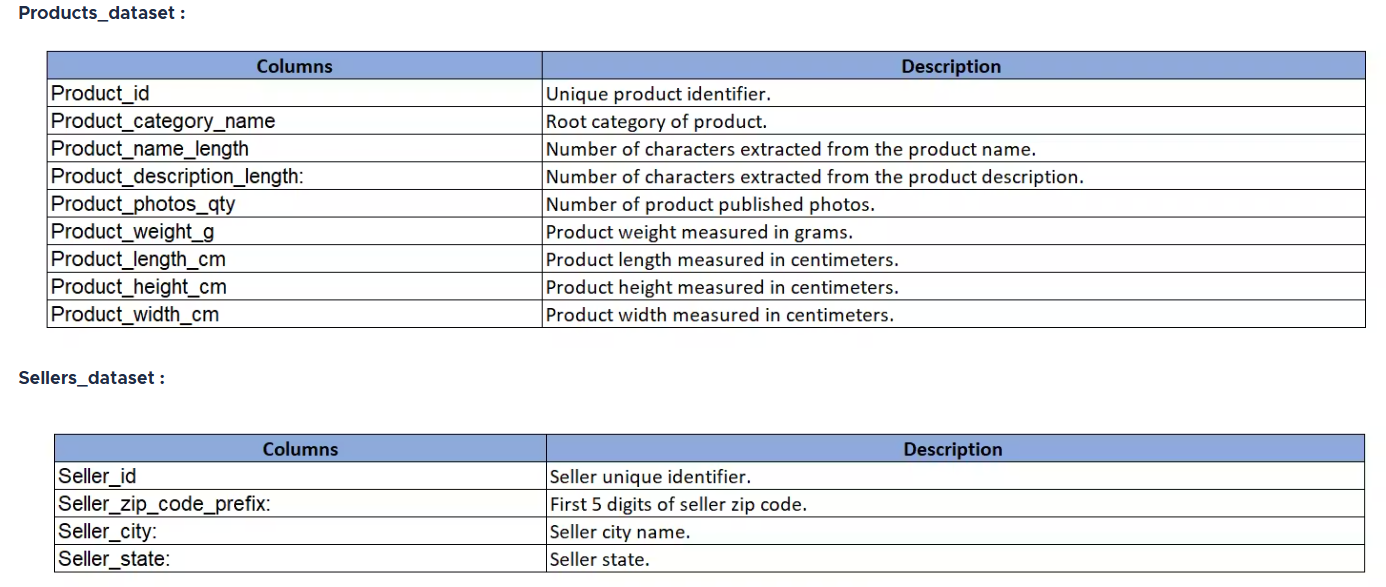 Products_dataset :
Columns Description
Product_id Unique product identifier.
Product_category_name Root category of product.
Product_name_length Number of characters extracted from the product name.
Product_description_length: Number of characters extracted from the product description.
Product_photos_qty Number of product published photos.
Product_weight_g Product weight measured in grams.
Product_length_cm Product length measured in centimeters.
Product_height_cm Product height measured in centimeters.
Product_width_cm Product width measured in centimeters.
Sellers_dataset :
Columns Description
Seller_id Seller unique identifier.
Seller_zip_code_prefix: First 5 digits of seller zip code.
Seller_city: Seller city name.
Seller_state: Seller state.